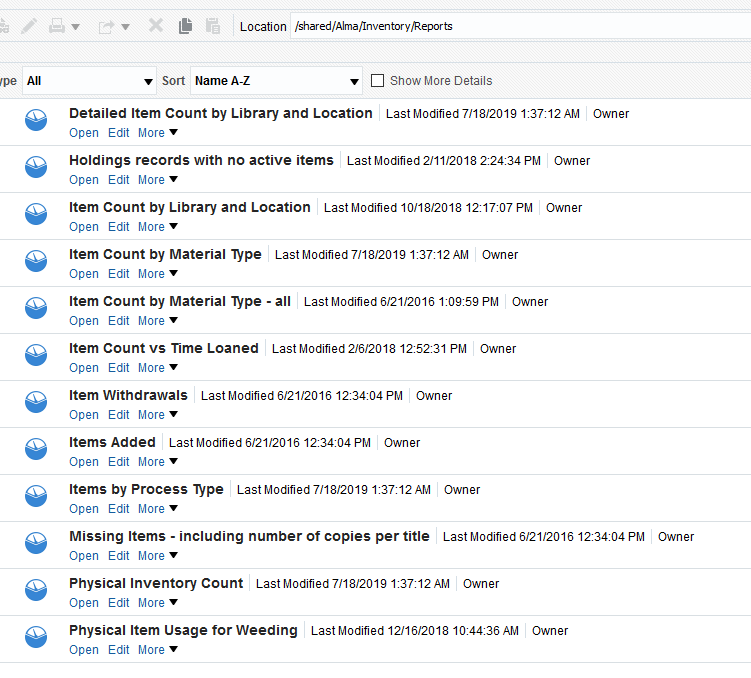 Location /shared/Alma/Inventory/Reports
ype All Sort Name A-Z Show More Details
Detailed Item Count by Library and Location Last Modified 7/18/2019 1:37:12 AM Owner
Open Edit More
Holdings records with no active items Last Modified 2/11/2018 2:24:34 PM Owner
Open Edit More
Item Count by Library and Location Last Modified 10/18/2018 12:17:07 PM Owner
Open Edit More
Item Count by Material Type Last Modified 7/18/2019 1:37:12 AM Owner
Open Edit More
Item Count by Material Type - all Last Modified 6/21/2016 1:09:59 PM Owner
Open Edit More
Item Count vs Time Loaned Last Modified 2/6/2018 12:52:31 PM Owner
Open Edit More
Item Withdrawals Last Modified 6/21/2016 12:34:04 PM Owner
Open Edit More
Items Added Last Modified 6/21/2016 12:34:04 PM Owner
Open Edit More
Items by Process Type Last Modified 7/18/2019 1:37:12 AM Owner
Open Edit More
Missing Items - including number of copies per title Last Modified 6/21/2016 12:34:04 PM Owner
Open Edit More
Physical Inventory Count Last Modified 7/18/2019 1:37:12 AM Owner
Open Edit More
Physical Item Usage for Weeding Last Modified 12/16/2018 10:44:36 AM Owner
Open Edit More